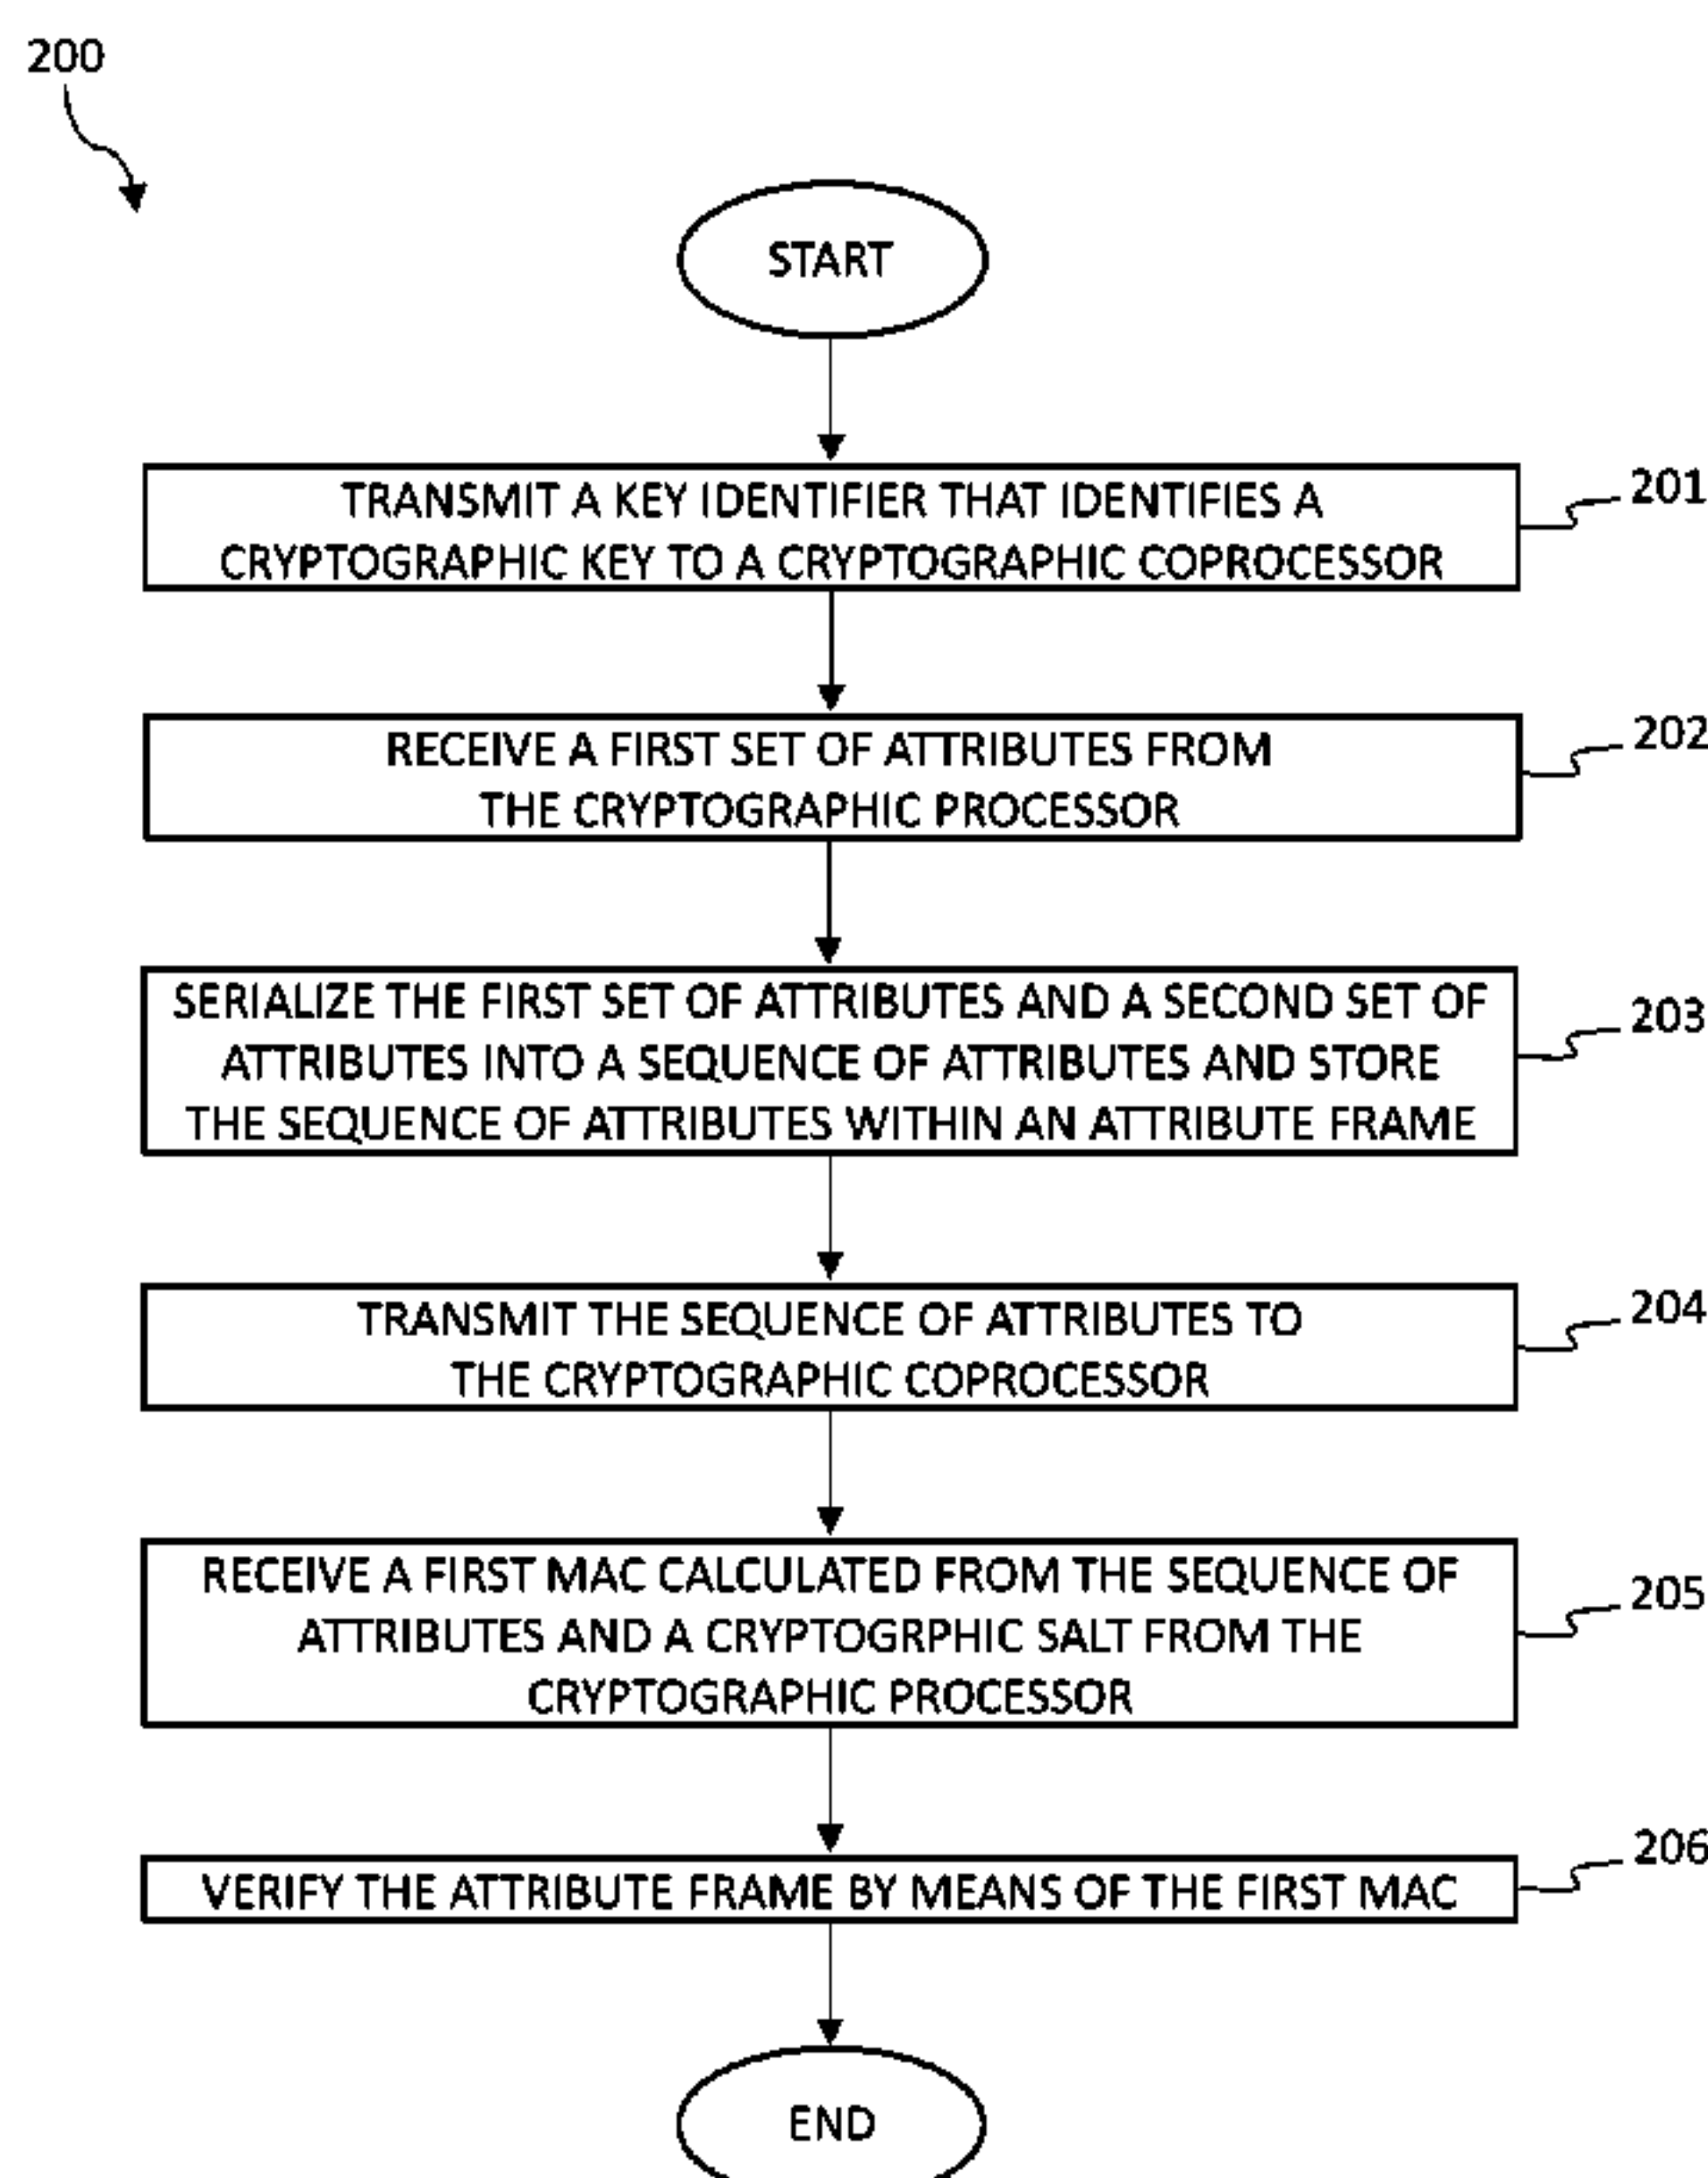 200
START
TRANSMIT A KEY IDENTIFIER THAT IDENTIFIES A
CRYPTOGRAPHIC KEY TO A CRYPTOGRAPHIC COPROCESSOR
201
RECEIVE A FIRST SET OF ATTRIBUTES FROM
THE CRYPTOGRAPHIC PROCESSOR
202
SERIALIZE THE FIRST SET OF ATTRIBUTES AND A SECOND SET OF
ATTRIBUTES INTO A SEQUENCE OF ATTRIBUTES AND STORE
THE SEQUENCE OF ATTRIBUTES WITHIN AN ATTRIBUTE FRAME
203
TRANSMIT THE SEQUENCE OF ATTRIBUTES TO
THE CRYPTOGRAPHIC COPROCESSOR
204
RECEIVE A FIRST MAC CALCULATED FROM THE SEQUENCE OF
ATTRIBUTES AND A CRYPTOGRPHIC SALT FROM THE
CRYPTOGRAPHIC PROCESSOR
205
VERIFY THE ATTRIBUTE FRAME BY MEANS OF THE FIRST MAC
206
END